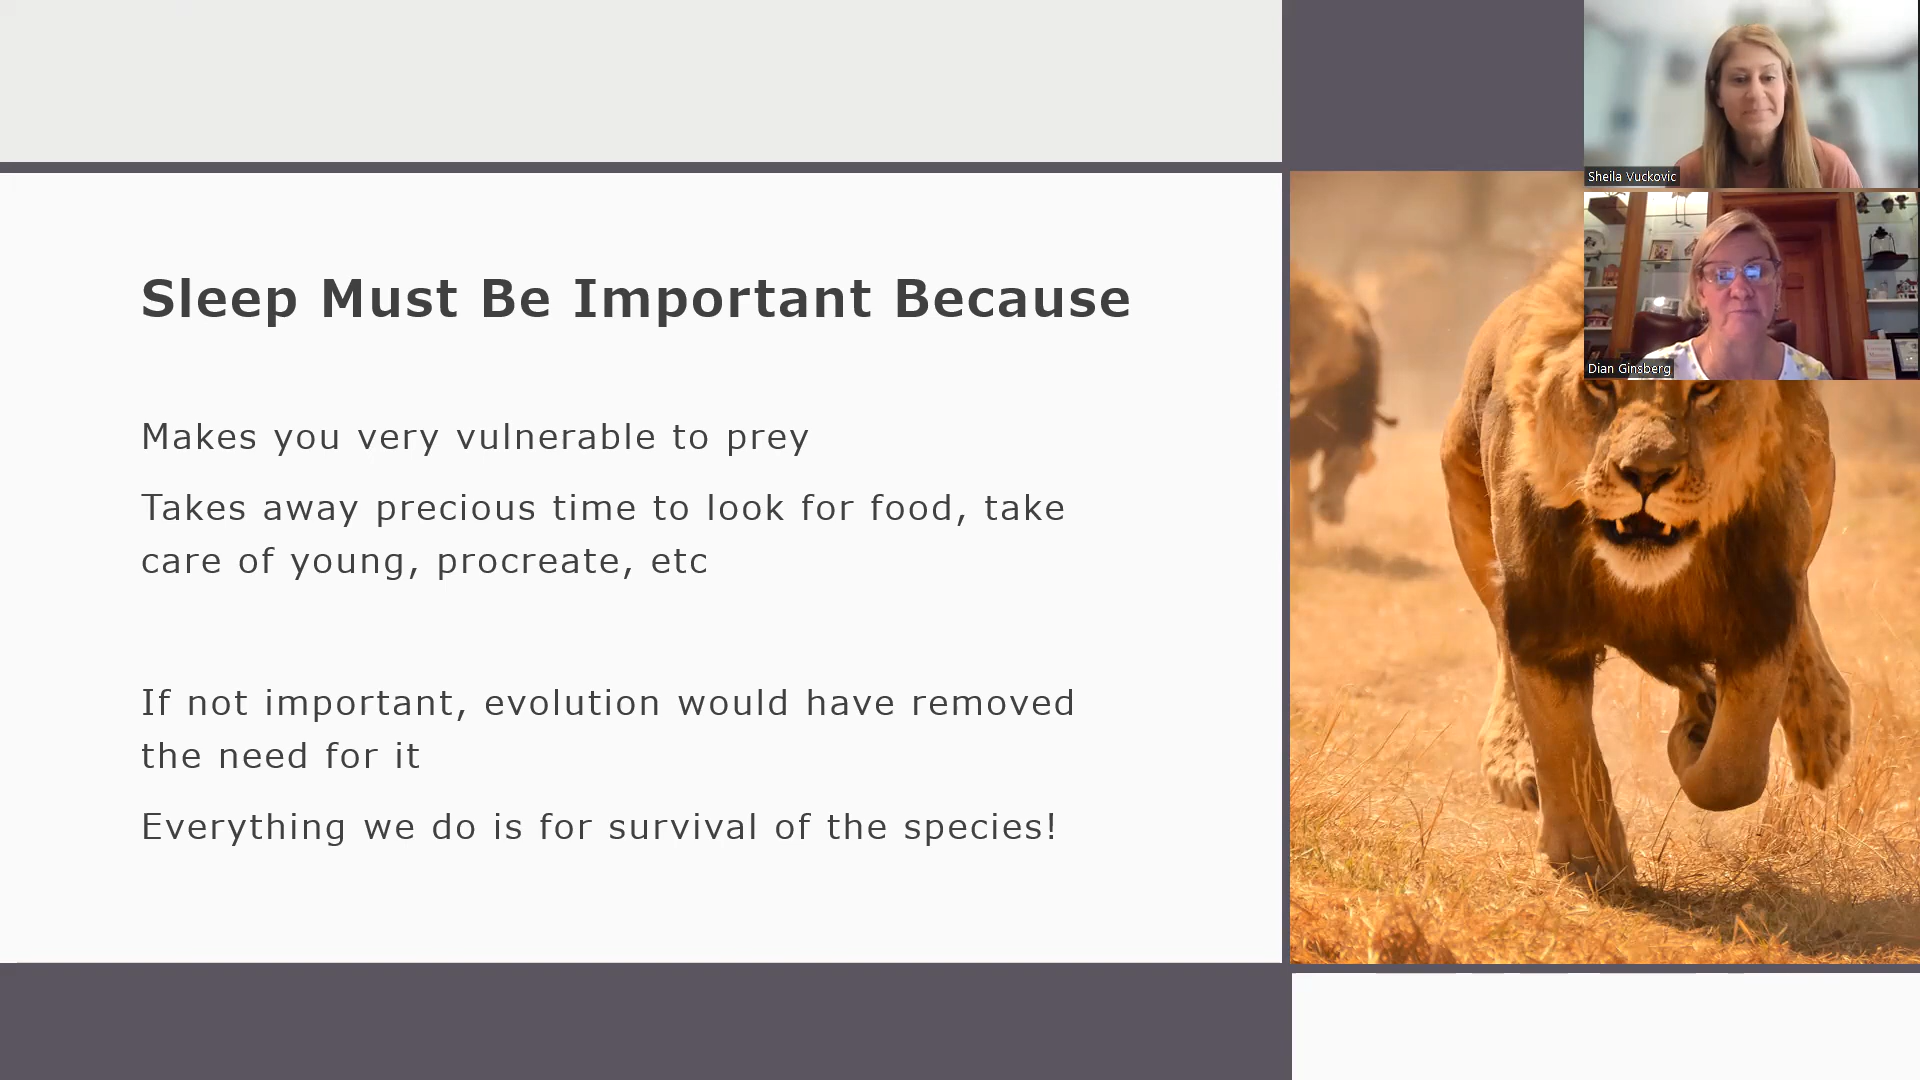 Sleep Must Be Important Because
Makes you very vulnerable to prey
Takes away precious time to look for food, take
care of young, procreate, etc
If not important, evolution would have removed
the need for it
Everything we do is for survival of the species!
Sheila Vuckovic
Dian Ginsberg